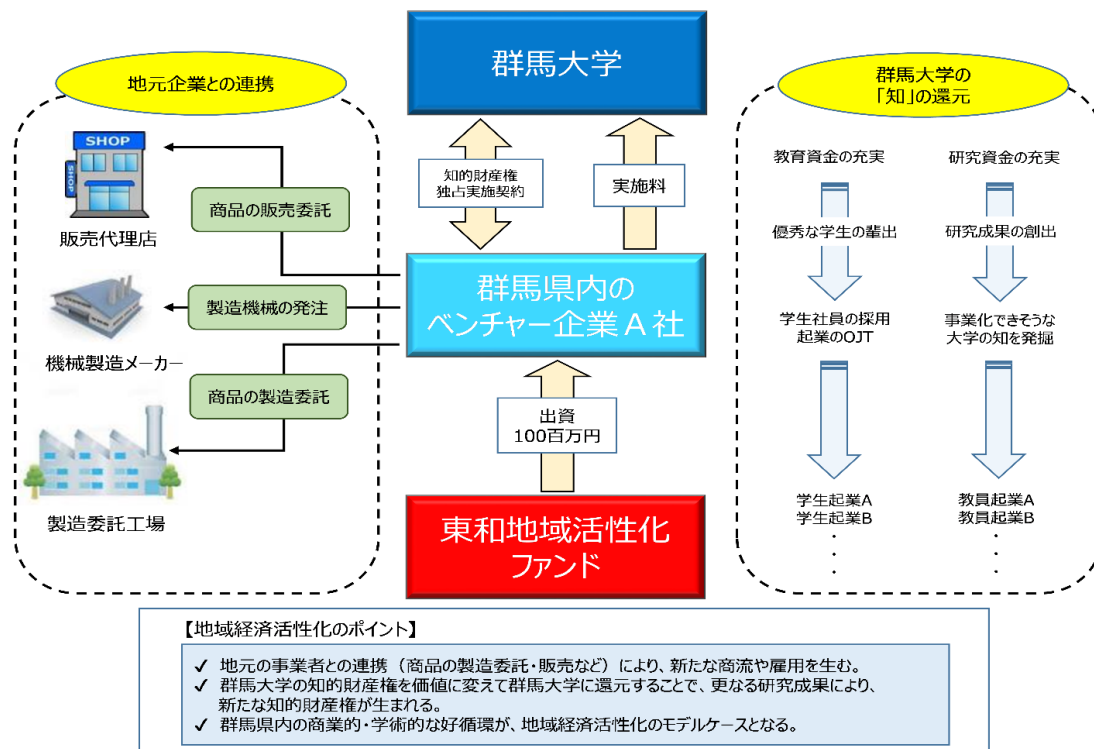 群馬大学
地元企業との連携
SHOP
SHOP
販売代理店
機械製造メーカー
製造委託工場
商品の販売委託
製造機械の発注
商品の製造委託
知的財産権
独占実施契約
実施料
群馬県内の
ベンチャー企業A社
出資
100百万円
東和地域活性化
ファンド
群馬大学の
「知」の還元
教育資金の充実
優秀な学生の輩出
学生社員の採用
起業のOJT
学生起業A
学生起業B
・
・
・
研究資金の充実
研究成果の創出
事業化できそうな
大学の知を発掘
教員起業A
教員起業B
・
・
・
【地域経済活性化のポイント】
✓ 地元の事業者との連携（商品の製造委託・販売など）により、新たな商流や雇用を生む。
✓ 群馬大学の知的財産権を価値に変えて群馬大学に還元することで、更なる研究成果により、
新たな知的財産権が生まれる。
✓ 群馬県内の商業的・学術的な好循環が、地域経済活性化のモデルケースとなる。